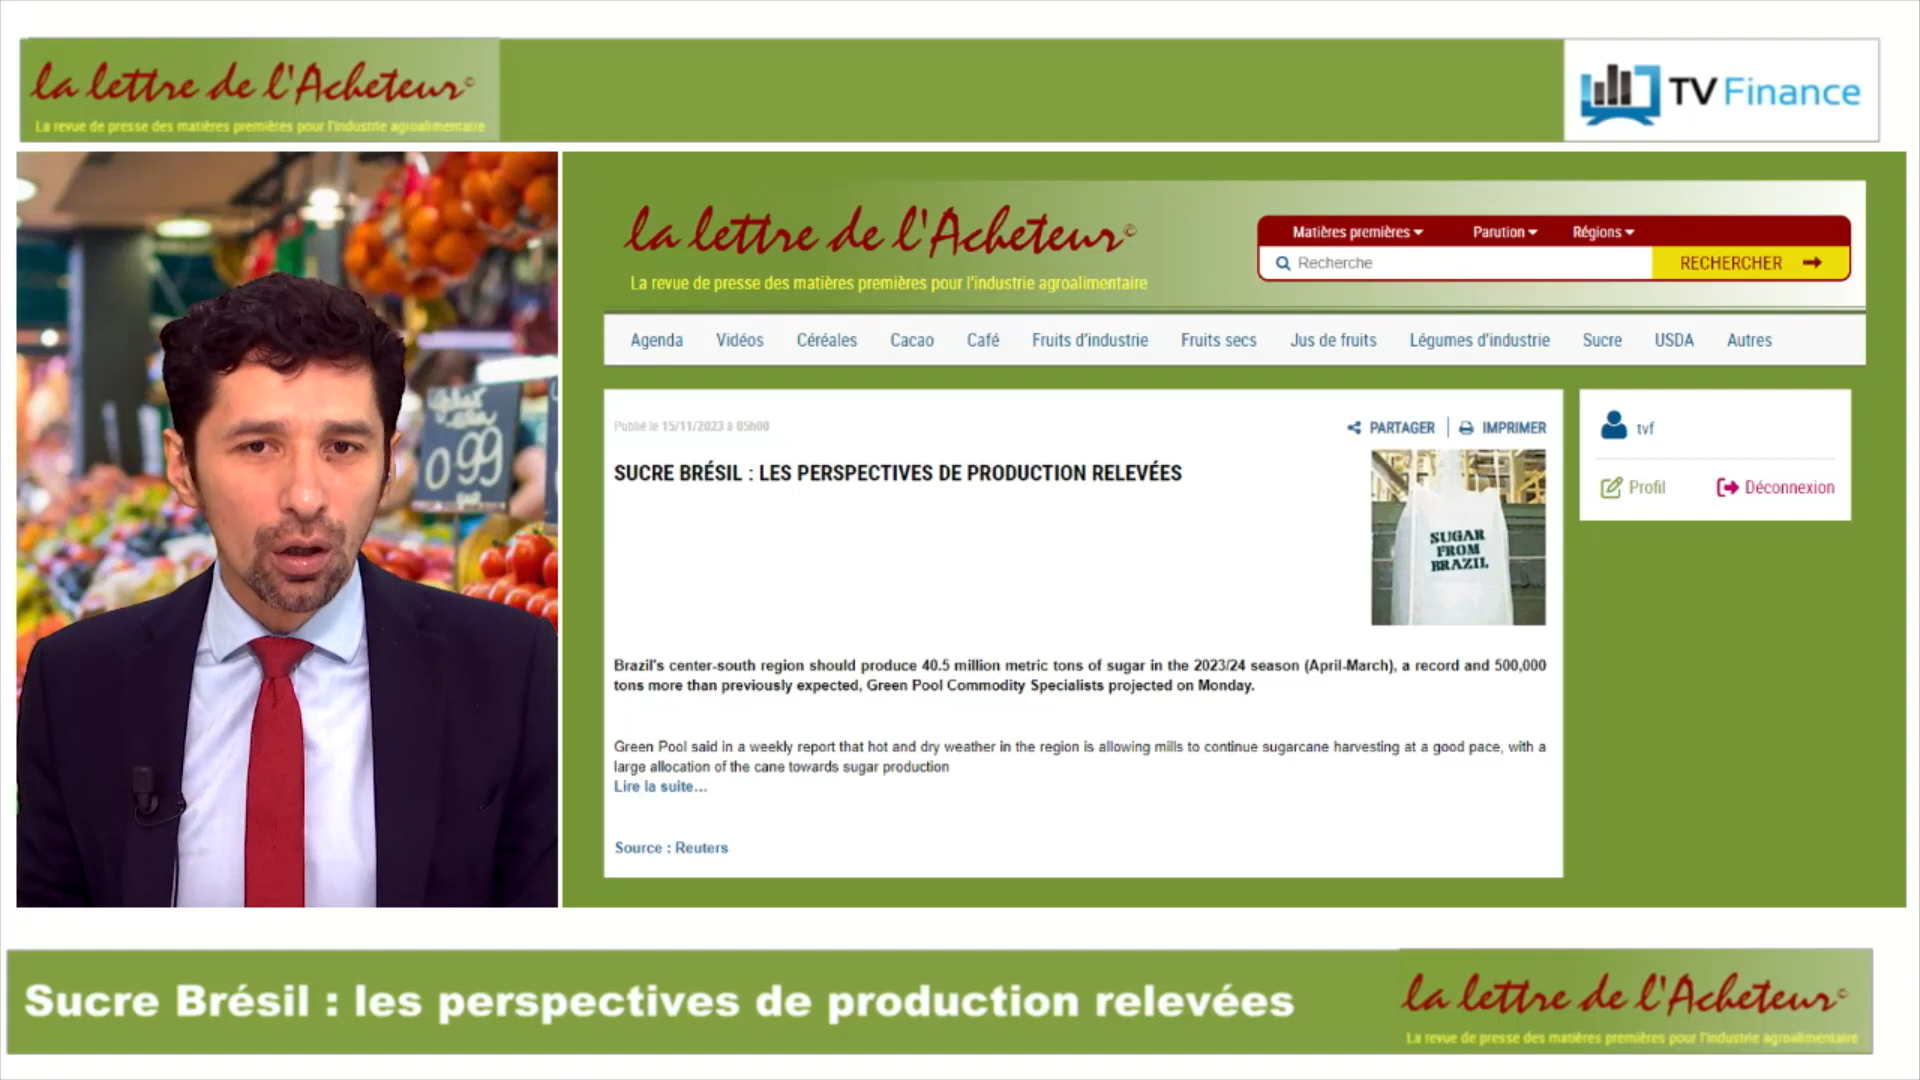 la lettre de l'Acheteur©
La revue de presse des matières premières pour l'industrie agroalimentaire
TV Finance
0,99
la lettre de l'Acheteur©
La revue de presse des matières premières pour l'industrie agroalimentaire
Matières premières Parution Régions
Recherche
RECHERCHER
Agenda Vidéos Céréales Cacao Café Fruits d'industrie Fruits secs Jus de fruits Légumes d'industrie Sucre USDA Autres
Publié le 15/11/2023 à 05h00
PARTAGER IMPRIMER
tvf
Profil Déconnexion
SUCRE BRÉSIL : LES PERSPECTIVES DE PRODUCTION RELEVÉES
SUGAR
FROM
BRAZIL
Brazil's center-south region should produce 40.5 million metric tons of sugar in the 2023/24 season (April-March), a record and 500,000
tons more than previously expected, Green Pool Commodity Specialists projected on Monday.
Green Pool said in a weekly report that hot and dry weather in the region is allowing mills to continue sugarcane harvesting at a good pace, with a
large allocation of the cane towards sugar production
Lire la suite...
Source : Reuters
Sucre Brésil : les perspectives de production relevées
la lettre de l'Acheteur©
La revue de presse des matières premières pour l'industrie agroalimentaire